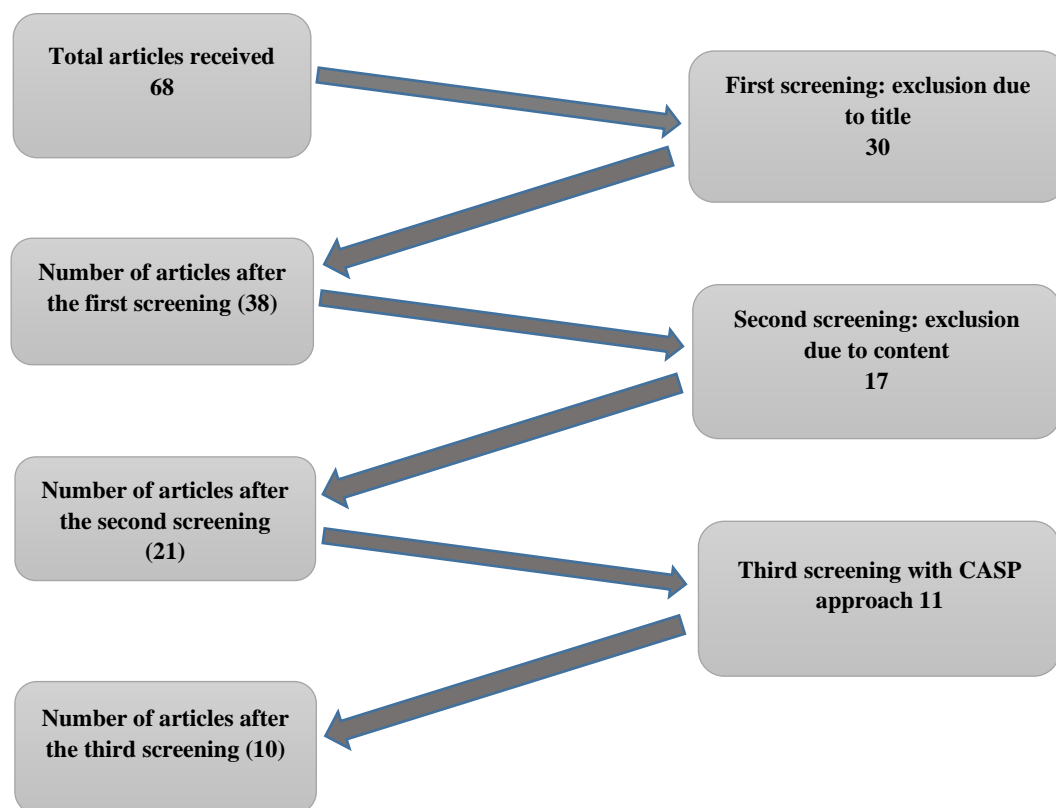 Total articles received
68
First screening: exclusion due
to title
30
Number of articles after
the first screening (38)
Second screening: exclusion
due to content
17
Number of articles after
the second screening
(21)
Third screening with CASP
approach 11
Number of articles after
the third screening (10)